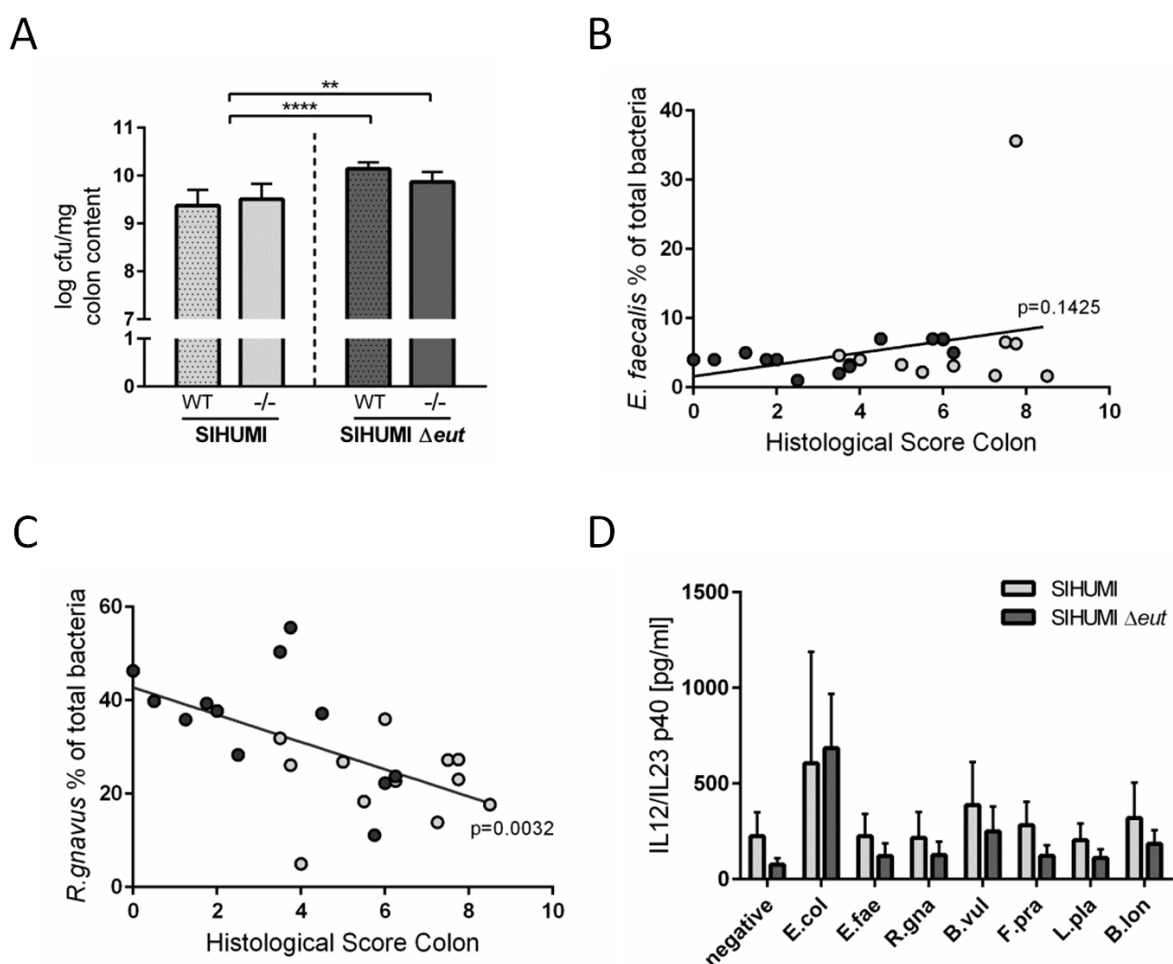 A
** 
****
log cfu/mg
colon content
11
10
9
8
7
1
0
WT -/- WT -/-
SIHUMI SIHUMI Δeut
B
E. faecalis % of total bacteria
40
30
20
10
0
p=0.1425
0 2 4 6 8 10
Histological Score Colon
C
R.gnavus % of total bacteria
60
40
20
0
p=0.0032
0 2 4 6 8 10
Histological Score Colon
D
IL12/IL23 p40 [pg/ml]
1500
1000
500
0
SIHUMI
SIHUMI Δeut
negative E.col E.fae R.gna B.vul F.pra L.pla B.lon